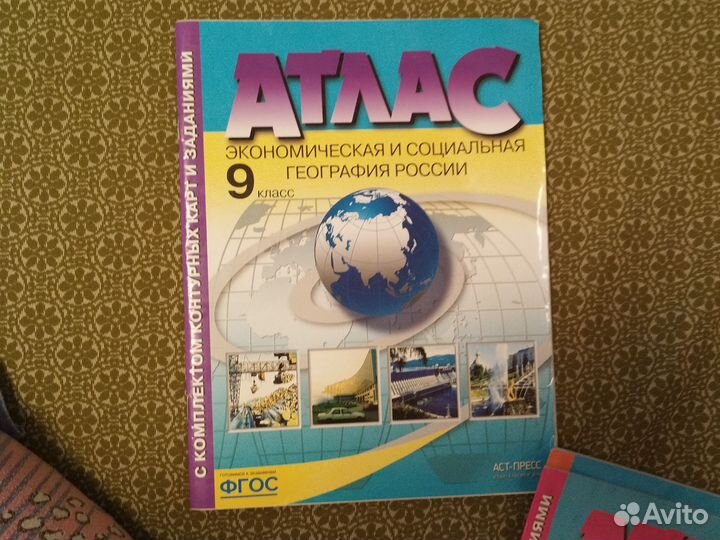 АТЛАС
ЭКОНОМИЧЕСКАЯ И СОЦИАЛЬНАЯ
ГЕОГРАФИЯ РОССИИ
9 КЛАСС
С КОМПЛЕКТОМ КОНТУРНЫХ КАРТ И ЗАДАНИЯМИ
ФГОС
АСТ-ПРЕСС
Avito